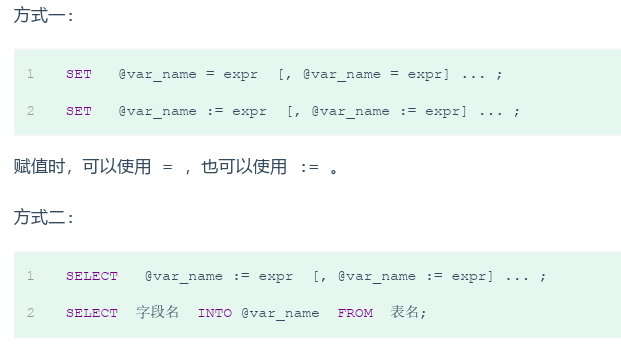 方式一：
1 SET @var_name = expr [, @var_name = expr] ... ;
2 SET @var_name := expr [, @var_name := expr] ... ;
赋值时，可以使用 = ，也可以使用 := 。
方式二：
1 SELECT @var_name := expr [, @var_name := expr] ... ;
2 SELECT 字段名 INTO @var_name FROM 表名;